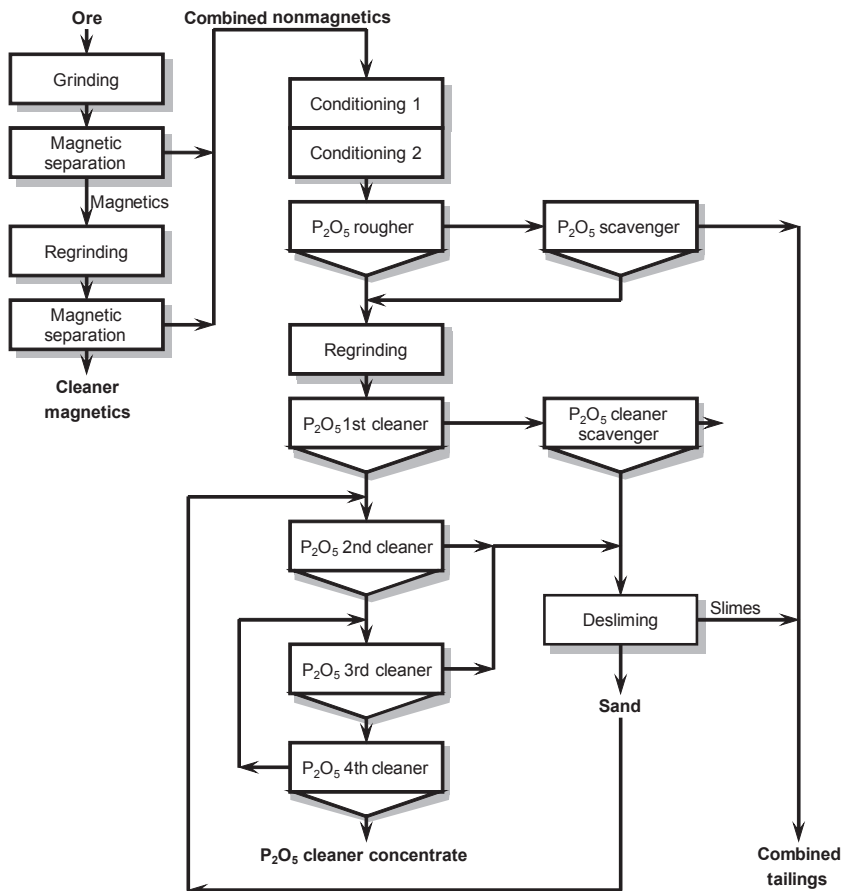 Ore
Combined nonmagnetics
Grinding
Conditioning 1
Magnetic
separation
Conditioning 2
Magnetics
P₂O₅ rougher
P₂O₅ scavenger
Regrinding
Magnetic
separation
Regrinding
Cleaner
magnetics
P₂O₅ 1st cleaner
P₂O₅ cleaner
scavenger
P₂O₅ 2nd cleaner
Desliming
Slimes
P₂O₅ 3rd cleaner
Sand
P₂O₅ 4th cleaner
P₂O₅ cleaner concentrate
Combined
tailings